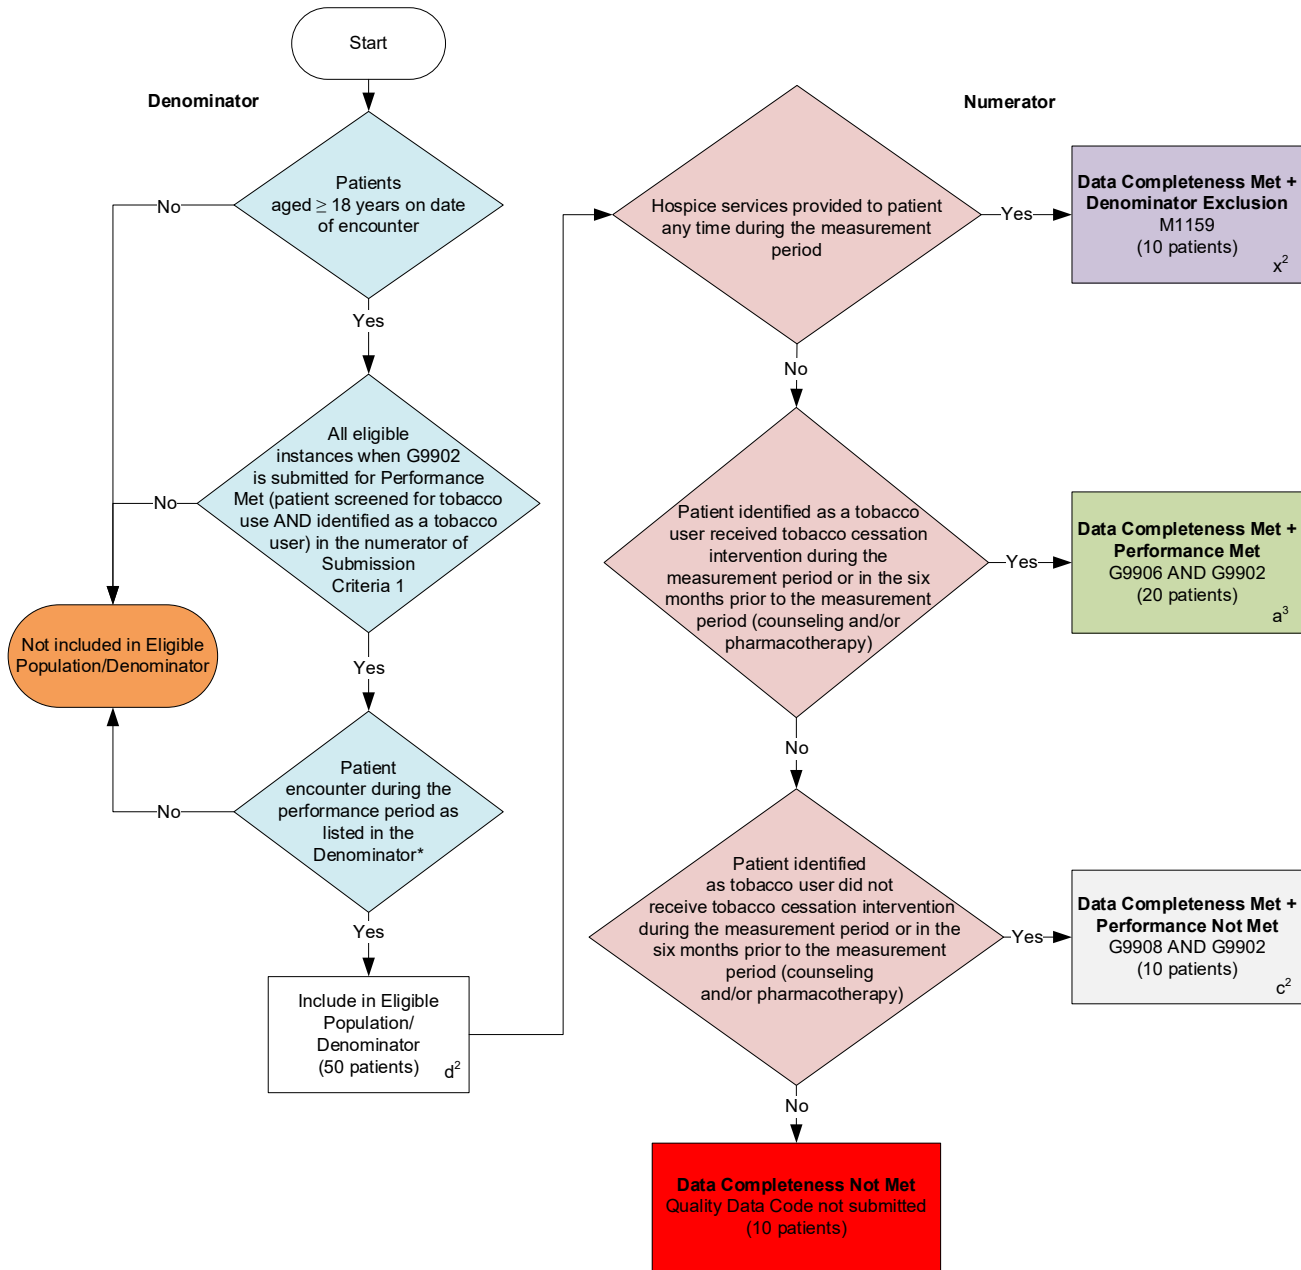 Start
Denominator
Patients
aged ≥ 18 years on date
of encounter
No
Yes
All eligible
instances when G9902
is submitted for Performance
Met (patient screened for tobacco
use AND identified as a tobacco
user) in the numerator of
Submission
Criteria 1
No
Not included in Eligible
Population/Denominator
Yes
Patient
encounter during the
performance period as
listed in the
Denominator*
No
Yes
Include in Eligible
Population/
Denominator
(50 patients)
d²
Numerator
Hospice services provided to patient
any time during the measurement
period
Yes
Data Completeness Met +
Denominator Exclusion
M1159
(10 patients)
x²
No
Patient identified as a tobacco
user received tobacco cessation
intervention during the
measurement period or in the six
months prior to the measurement
period (counseling and/or
pharmacotherapy)
Yes
Data Completeness Met +
Performance Met
G9906 AND G9902
(20 patients)
a³
No
Patient identified
as tobacco user did not
receive tobacco cessation intervention
during the measurement period or in the
six months prior to the measurement
period (counseling
and/or pharmacotherapy)
Yes
Data Completeness Met +
Performance Not Met
G9908 AND G9902
(10 patients)
c²
No
Data Completeness Not Met
Quality Data Code not submitted
(10 patients)